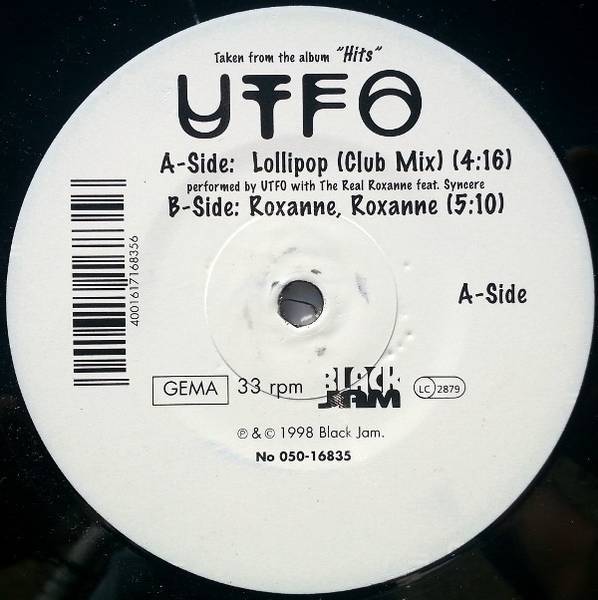 Taken from the album "Hits"
UTFO
A-Side: Lollipop (Club Mix) (4:16)
performed by UTFO with The Real Roxanne feat. Syncere
B-Side: Roxanne, Roxanne (5:10)
4001617168356
A-Side
GEMA 33 rpm BLACK JAM LC 2879
℗ & © 1998 Black Jam.
No 050-16835